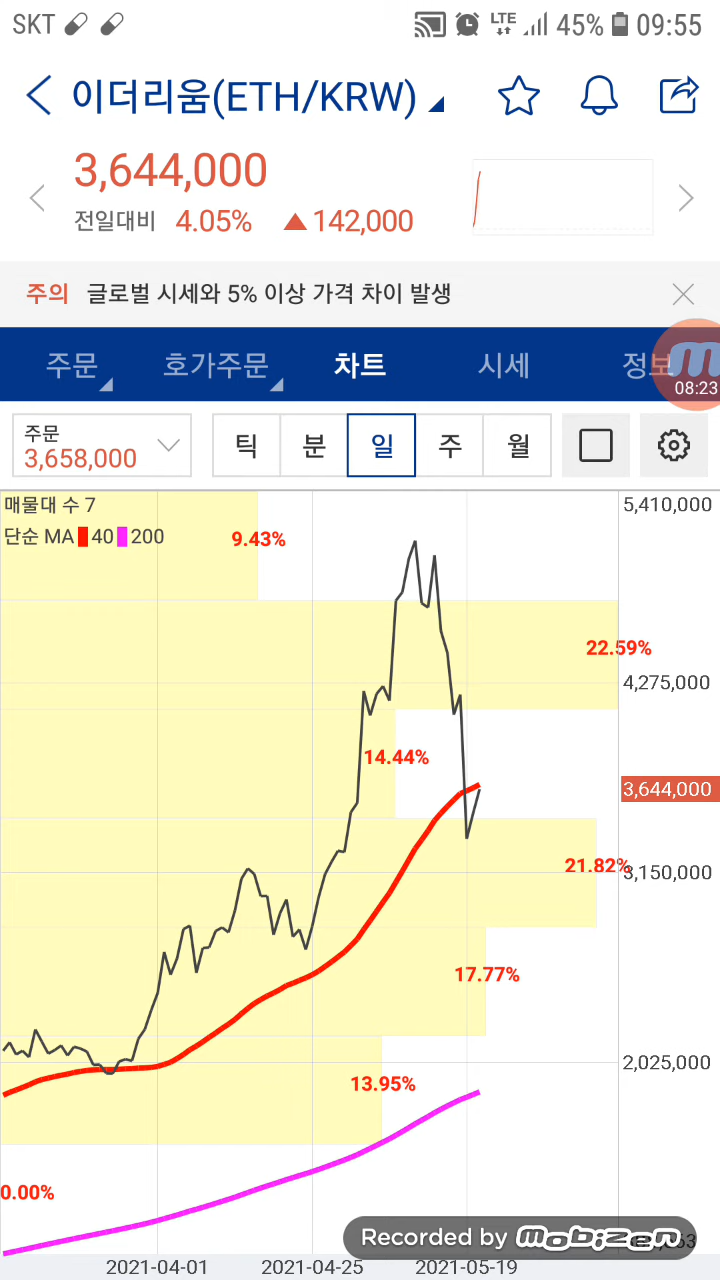 SKT LTE 45% 09:55
이더리움(ETH/KRW)
3,644,000
전일대비 4.05% ▲ 142,000
주의 글로벌 시세와 5% 이상 가격 차이 발생
주문 호가주문 차트 시세 정보
08:23
주문
3,658,000
틱 분 일 주 월
매물대 수 7
5,410,000
단순 MA 40 200
9.43%
22.59%
4,275,000
14.44%
3,644,000
21.82%
3,150,000
17.77%
2,025,000
13.95%
0.00%
Recorded by mobizen
2021-04-01 2021-04-25 2021-05-19